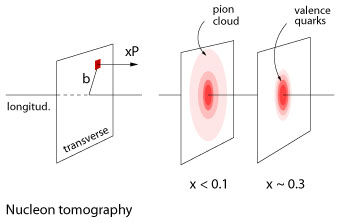 pion
cloud
valence
quarks
xP
b
longitud.
transverse
x < 0.1
x ~ 0.3
Nucleon tomography